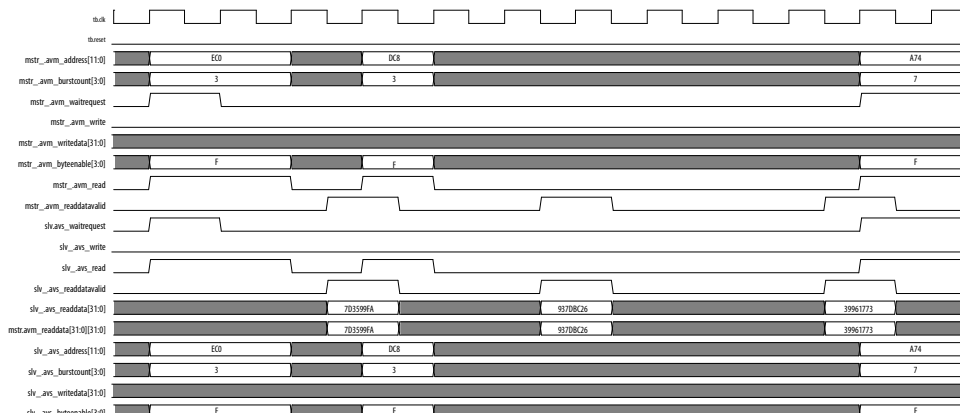 tb.clk
tb.reset
mstr_.avm_address[11:0] EC0 DC8 A74
mstr_.avm_burstcount[3:0] 3 3 7
mstr_.avm_waitrequest
mstr_.avm_write
mstr_.avm_writedata[31:0]
mstr_.avm_byteenable[3:0] F F F
mstr_.avm_read
mstr_.avm_readdatavalid
slv.avs_waitrequest
slv_.avs_write
slv_.avs_read
slv_.avs_readdatavalid
slv_.avs_readdata[31:0] 7D3599FA 937DBC26 39961773
mstr.avm_readdata[31:0][31:0] 7D3599FA 937DBC26 39961773
slv_.avs_address[11:0] EC0 DC8 A74
slv_.avs_burstcount[3:0] 3 3 7
slv_.avs_writedata[31:0]
slv_.avs_byteenable[3:0] F F F